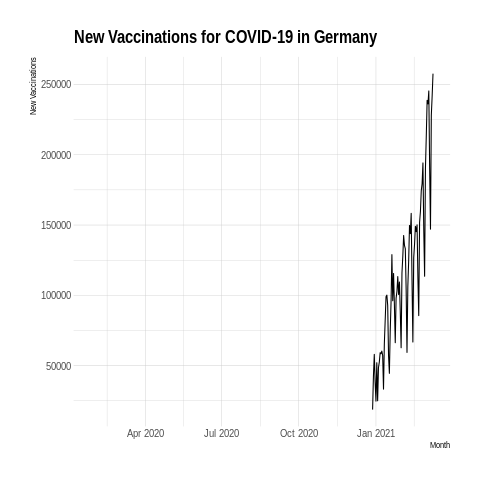 New Vaccinations for COVID-19 in Germany
New Vaccinations
250000
200000
150000
100000
50000
Apr 2020 Jul 2020 Oct 2020 Jan 2021
Month